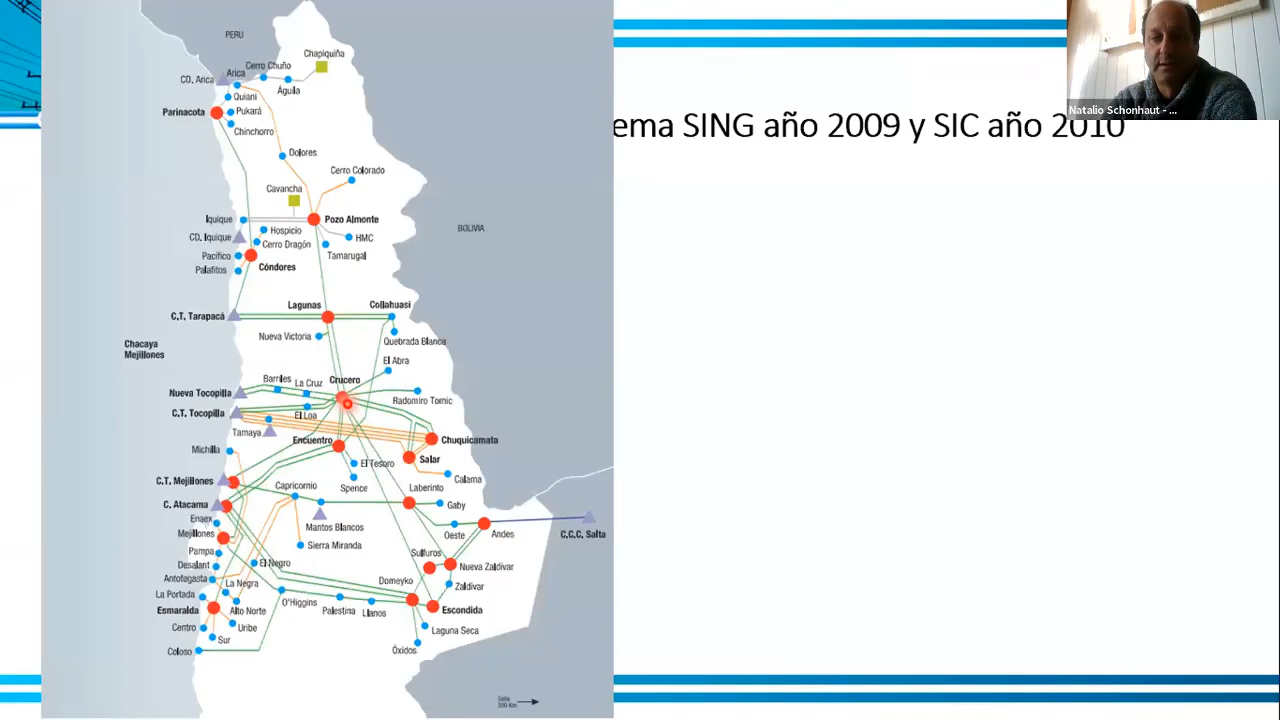 ema SING año 2009 y SIC año 2010
Natalio Schonhaut - ...
PERU
Chapiquiña
CD. Arica
Arica
Cerro Chuño
Águila
Quiani
Parinacota
Pukará
Chinchorro
Dolores
Cerro Colorado
Cavancha
Iquique
Pozo Almonte
BOLIVIA
CD. Iquique
Hospicio
HMC
Cerro Dragón
Pacífico
Tamarugal
Palafitos
Cóndores
Lagunas
Collahuasi
C.T. Tarapacá
Nueva Victoria
Quebrada Blanca
Chacaya
Mejillones
El Abra
Crucero
Barriles
La Cruz
Nueva Tocopilla
Radomiro Tomic
C.T. Tocopilla
El Loa
Tamaya
Encuentro
Chuquicamata
Michilla
El Tesoro
Salar
Calama
C.T. Mejillones
Capricornio
Spence
Laberinto
C. Atacama
Gaby
Enaex
Mantos Blancos
Mejillones
Oeste
Andes
C.C.C. Salta
Sierra Miranda
Pampa
Sulfuros
Desalant
El Negro
Nueva Zaldívar
Antofagasta
La Negra
Domeyko
Zaldívar
La Portada
O'Higgins
Esmeralda
Alto Norte
Palestina
Llanos
Escondida
Centro
Uribe
Laguna Seca
Sur
Coloso
Óxidos